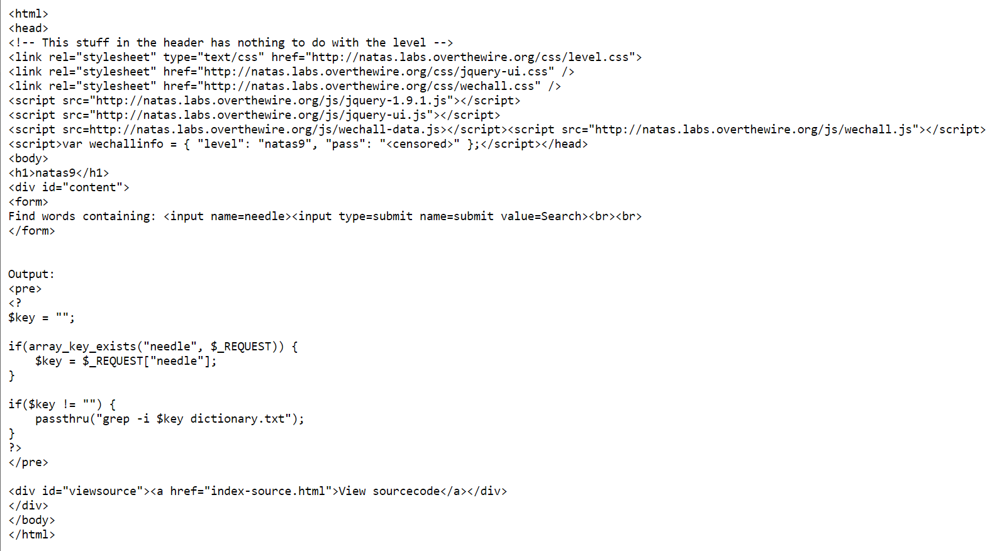 <html>
<head>
<!-- This stuff in the header has nothing to do with the level -->
<link rel="stylesheet" type="text/css" href="http://natas.labs.overthewire.org/css/level.css">
<link rel="stylesheet" href="http://natas.labs.overthewire.org/css/jquery-ui.css" />
<link rel="stylesheet" href="http://natas.labs.overthewire.org/css/wechall.css" />
<script src="http://natas.labs.overthewire.org/js/jquery-1.9.1.js"></script>
<script src="http://natas.labs.overthewire.org/js/jquery-ui.js"></script>
<script src=http://natas.labs.overthewire.org/js/wechall-data.js></script><script src="http://natas.labs.overthewire.org/js/wechall.js"></script>
<script>var wechallinfo = { "level": "natas9", "pass": "<censored>" };</script></head>
<body>
<h1>natas9</h1>
<div id="content">
<form>
Find words containing: <input name=needle><input type=submit name=submit value=Search><br><br>
</form>


Output:
<pre>
<?
$key = "";

if(array_key_exists("needle", $_REQUEST)) {
    $key = $_REQUEST["needle"];
}

if($key != "") {
    passthru("grep -i $key dictionary.txt");
}
?>
</pre>

<div id="viewsource"><a href="index-source.html">View sourcecode</a></div>
</div>
</body>
</html>